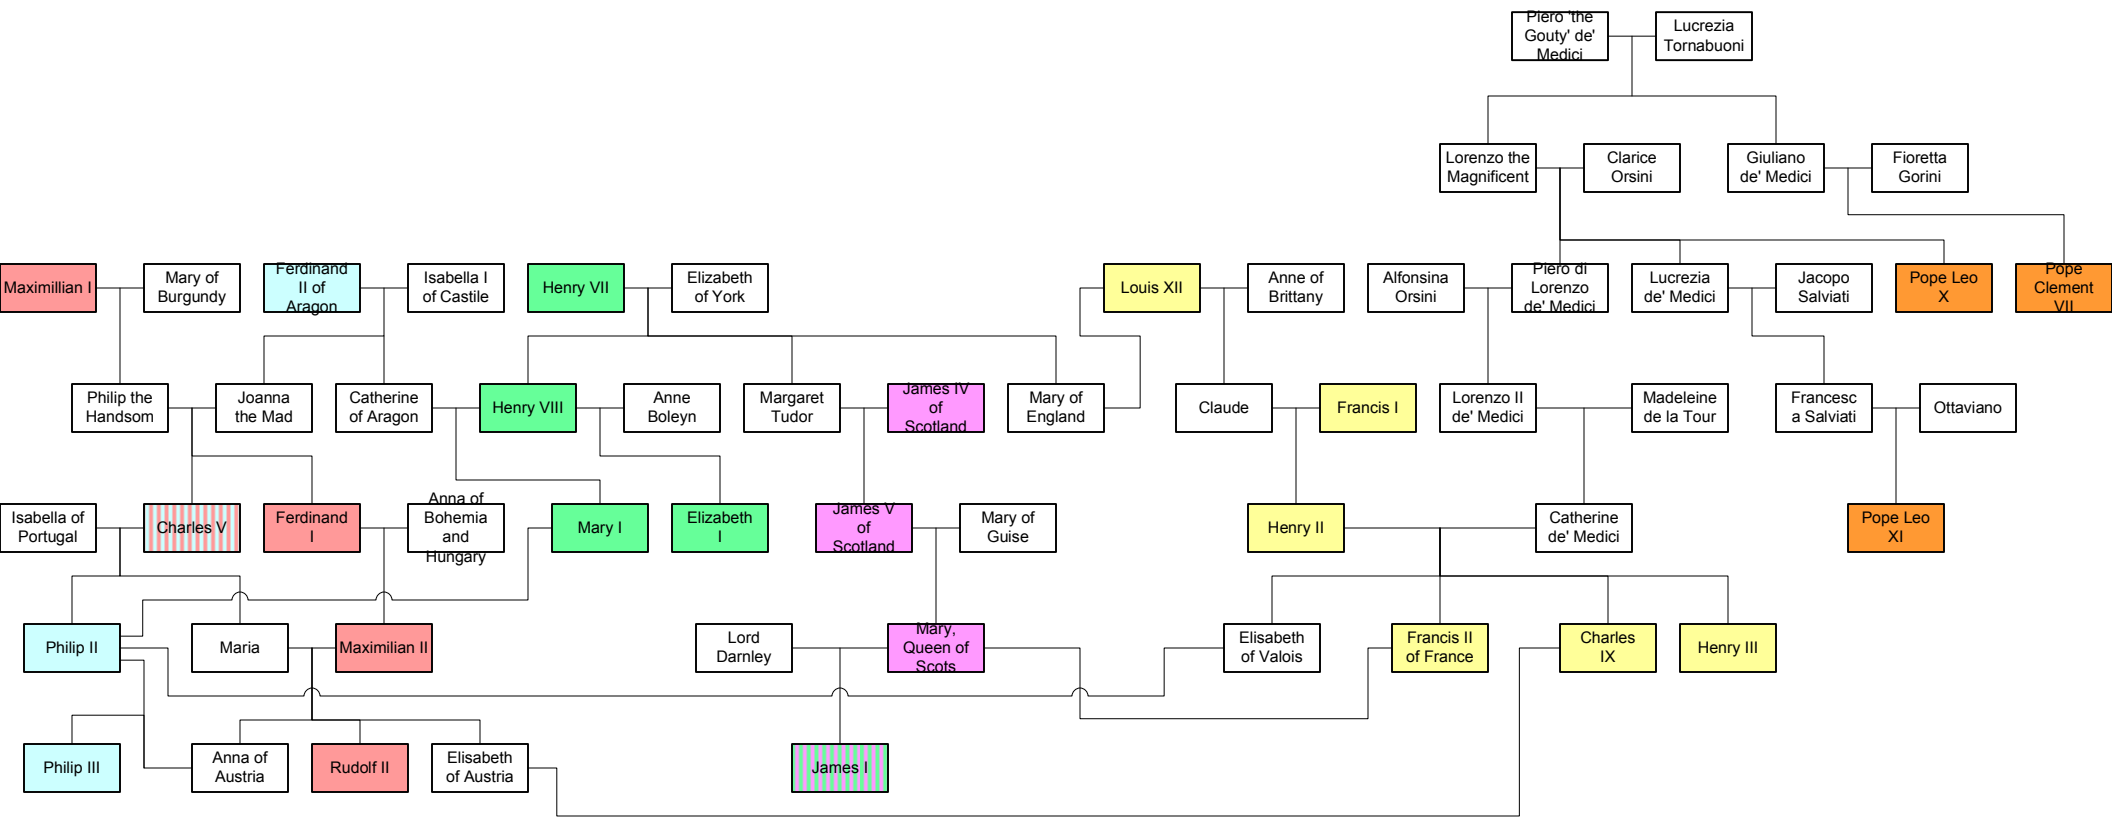 Piero 'the
Gouty' de'
Medici
Lucrezia
Tornabuoni
Lorenzo the
Magnificent
Clarice
Orsini
Giuliano
de' Medici
Fioretta
Gorini
Maximillian I
Mary of
Burgundy
Ferdinand
II of
Aragon
Isabella I
of Castile
Henry VII
Elizabeth
of York
Louis XII
Anne of
Brittany
Alfonsina
Orsini
Piero di
Lorenzo
de' Medici
Lucrezia
de' Medici
Jacopo
Salviati
Pope Leo
X
Pope
Clement
VII
Philip the
Handsom
Joanna
the Mad
Catherine
of Aragon
Henry VIII
Anne
Boleyn
Margaret
Tudor
James IV
of
Scotland
Mary of
England
Claude
Francis I
Lorenzo II
de' Medici
Madeleine
de la Tour
Francesc
a Salviati
Ottaviano
Isabella of
Portugal
Charles V
Ferdinand
I
Anna of
Bohemia
and
Hungary
Mary I
Elizabeth
I
James V
of
Scotland
Mary of
Guise
Henry II
Catherine
de' Medici
Pope Leo
XI
Philip II
Maria
Maximilian II
Lord
Darnley
Mary,
Queen of
Scots
Elisabeth
of Valois
Francis II
of France
Charles
IX
Henry III
Philip III
Anna of
Austria
Rudolf II
Elisabeth
of Austria
James I